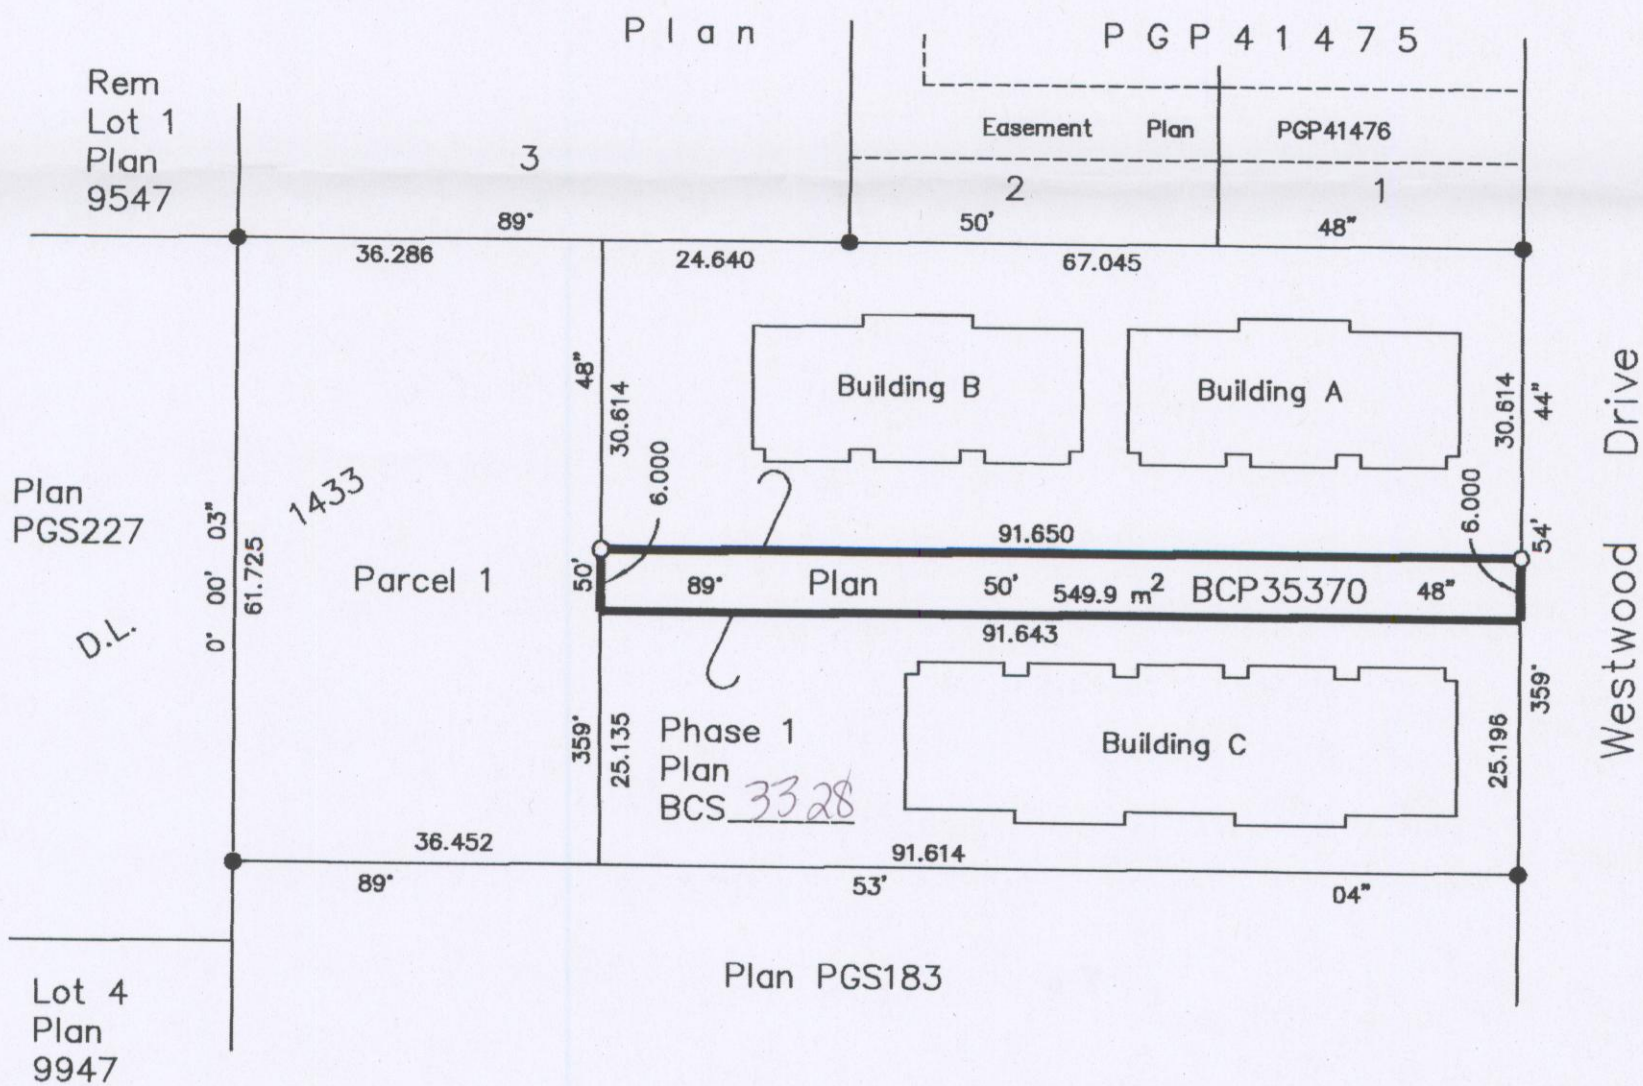 Plan
PGP41475
Rem
Lot 1
Plan
9547
Easement Plan PGP41476
3
2
1
89° 50' 48"
36.286
24.640
67.045
48"
30.614
Building B
Building A
30.614
44"
Westwood Drive
6.000
6.000
Plan
PGS227
1433
D.L.
0° 00' 03"
61.725
Parcel 1
91.650
54'
50'
89° Plan 50' 549.9 m² BCP35370 48"
91.643
359°
25.135
Phase 1
Plan
BCS 3328
Building C
25.196
359°
36.452
91.614
89° 53' 04"
Plan PGS183
Lot 4
Plan
9947